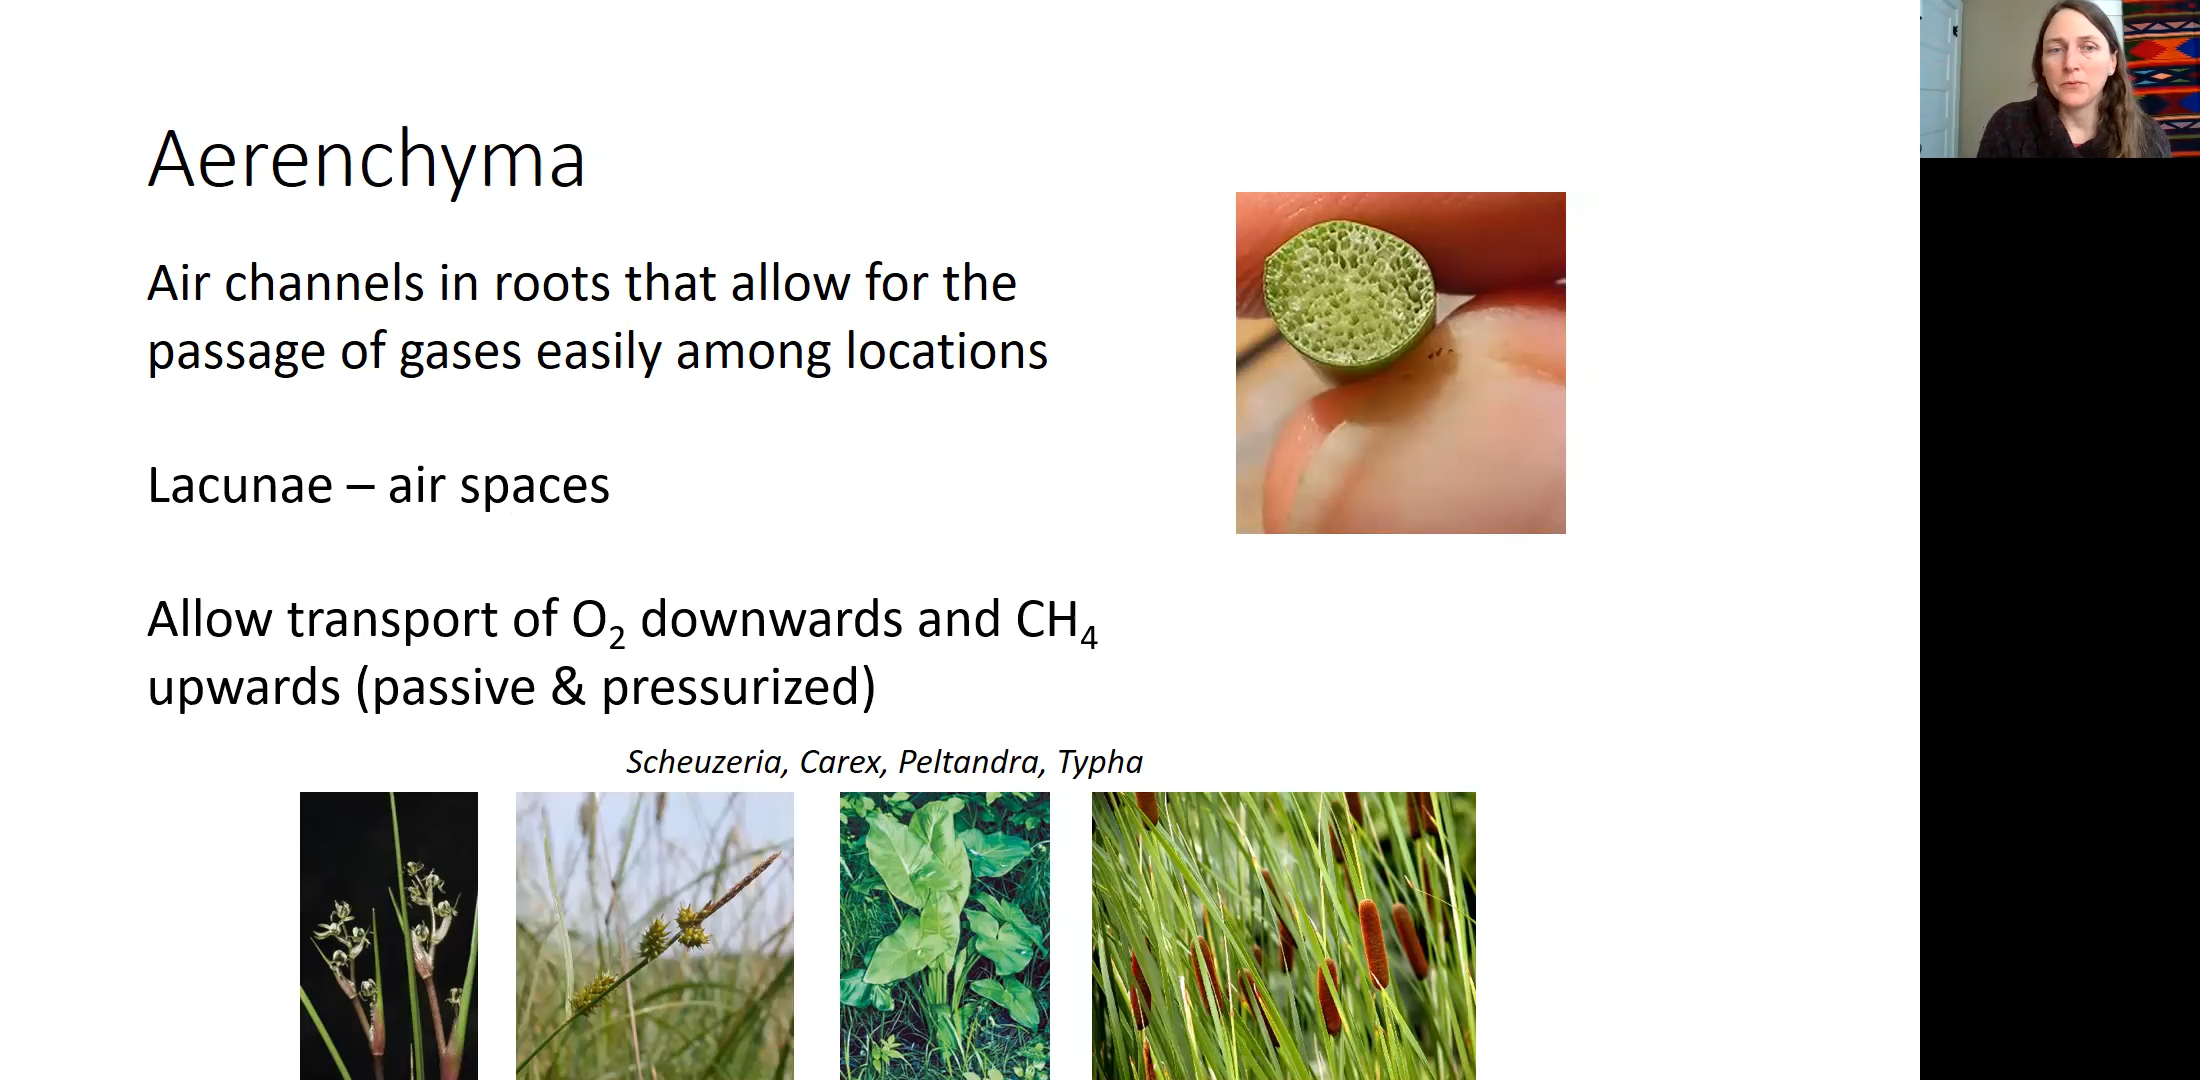 Aerenchyma
Air channels in roots that allow for the
passage of gases easily among locations
Lacunae – air spaces
Allow transport of O₂ downwards and CH₄
upwards (passive & pressurized)
Scheuzeria, Carex, Peltandra, Typha